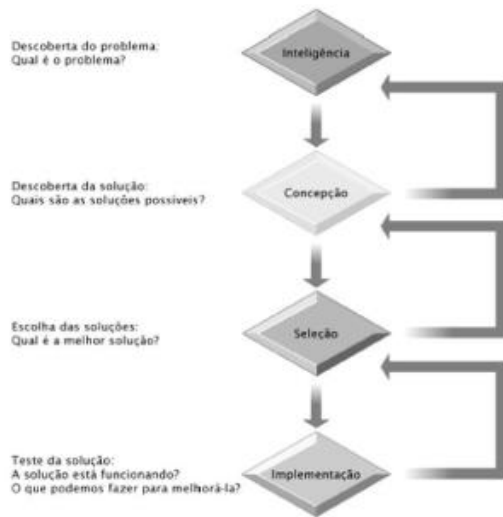 Descoberta do problema:
Qual é o problema?
Inteligência
Descoberta da solução:
Quais são as soluções possíveis?
Concepção
Escolha das soluções:
Qual é a melhor solução?
Seleção
Teste da solução:
A solução está funcionando?
O que podemos fazer para melhorá-la?
Implementação